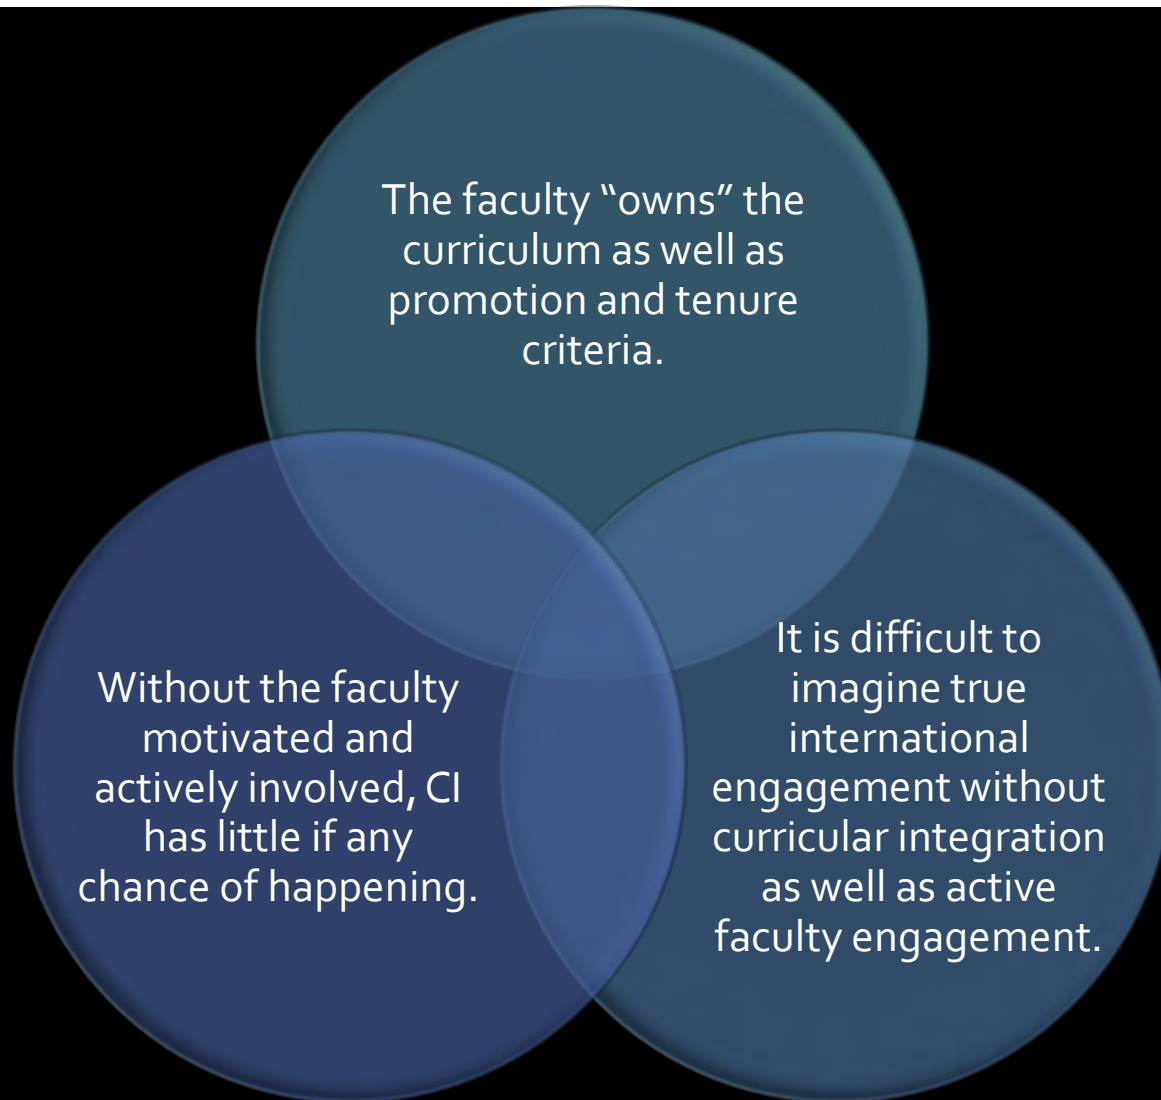 The faculty “owns” the
curriculum as well as
promotion and tenure
criteria.
Without the faculty
motivated and
actively involved, CI
has little if any
chance of happening.
It is difficult to
imagine true
international
engagement without
curricular integration
as well as active
faculty engagement.